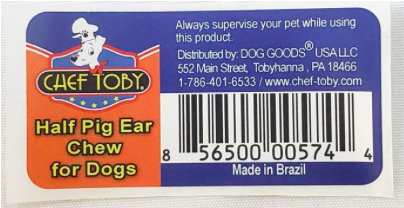 Always supervise your pet while using
this product.
Distributed by: DOG GOODS® USA LLC
552 Main Street, Tobyhanna , PA 18466
1-786-401-6533 / www.chef-toby.com
CHEF TOBY.
Half Pig Ear
Chew
for Dogs
8 56500 00574 4
Made in Brazil